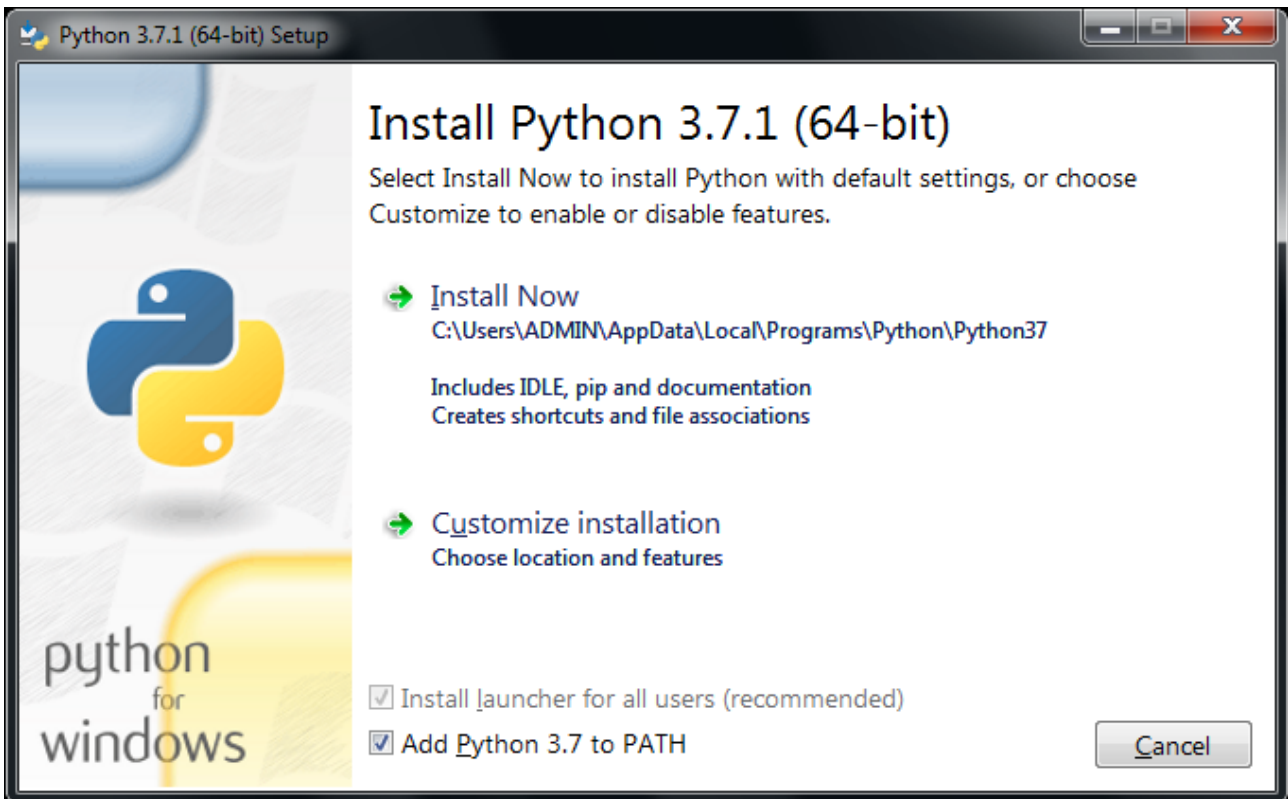 Python 3.7.1 (64-bit) Setup
Install Python 3.7.1 (64-bit)
Select Install Now to install Python with default settings, or choose
Customize to enable or disable features.
Install Now
C:\Users\ADMIN\AppData\Local\Programs\Python\Python37
Includes IDLE, pip and documentation
Creates shortcuts and file associations
Customize installation
Choose location and features
python
for
windows
Install launcher for all users (recommended)
Add Python 3.7 to PATH
Cancel